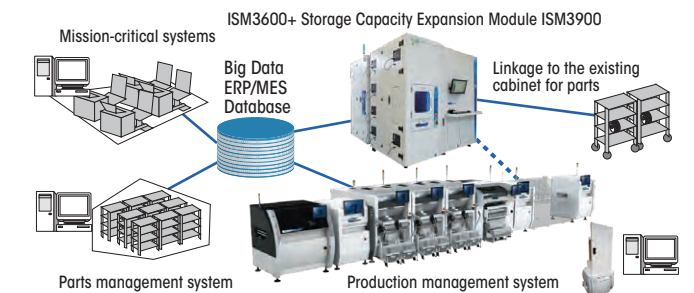 ISM3600+ Storage Capacity Expansion Module ISM3900
Mission-critical systems
Big Data
ERP/MES
Database
Linkage to the existing
cabinet for parts
Parts management system
Production management system